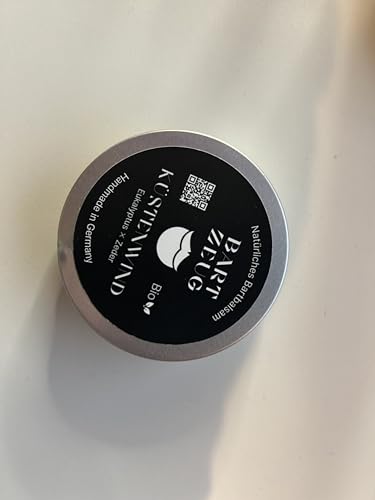 Natürliches Bartbalsam
BART
ZEUG
KÜSTENWIND
Eukalyptus × Zeder
Bio
Handmade in Germany